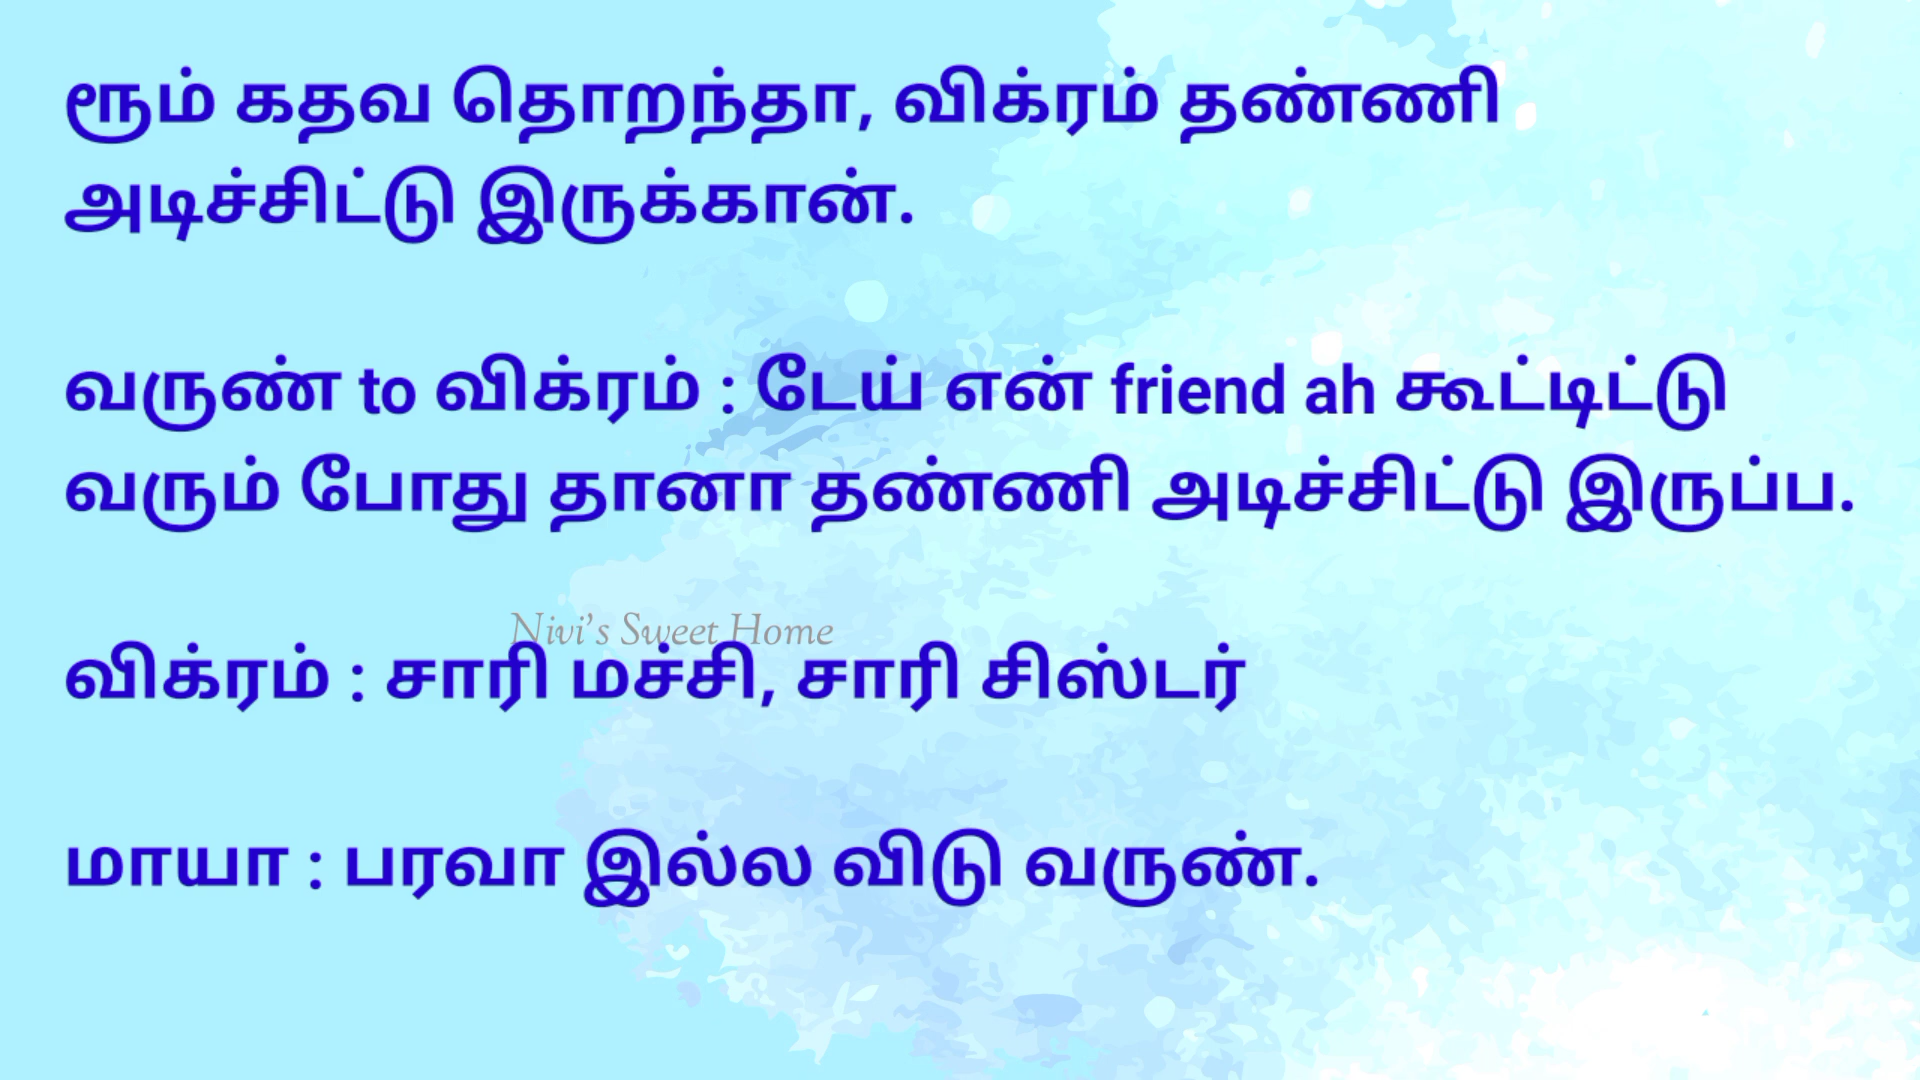 ரூம் கதவ தொறந்தா, விக்ரம் தண்ணி
அடிச்சிட்டு இருக்கான்.
வருண் to விக்ரம் : டேய் என் friend ah கூட்டிட்டு
வரும் போது தானா தண்ணி அடிச்சிட்டு இருப்ப.
Nivi's Sweet Home
விக்ரம் : சாரி மச்சி, சாரி சிஸ்டர்
மாயா : பரவா இல்ல விடு வருண்.